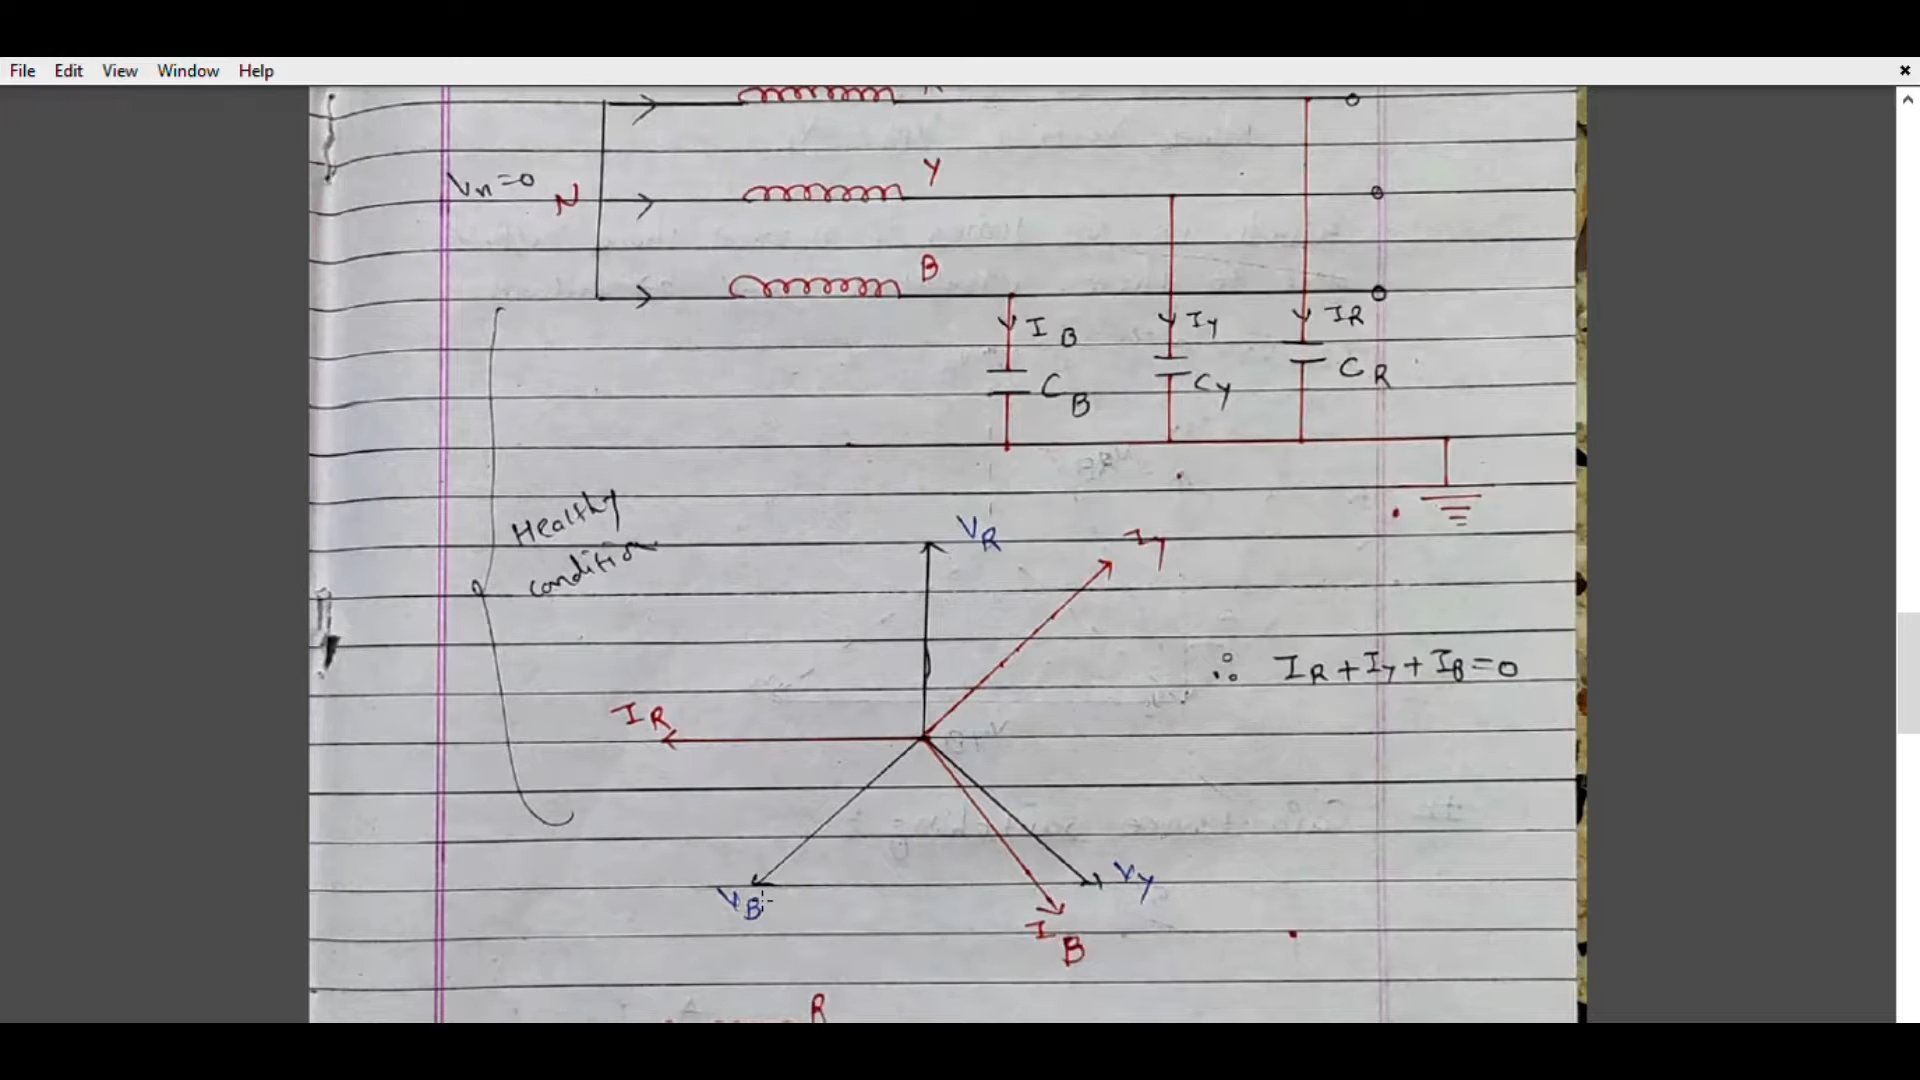 File Edit View Window Help
Vn=0 N
Y
B
IB IY IR
CB CY CR
Healthy
condition
VR IY
∴ IR+IY+IB=0
IR
VB VY
IB
R